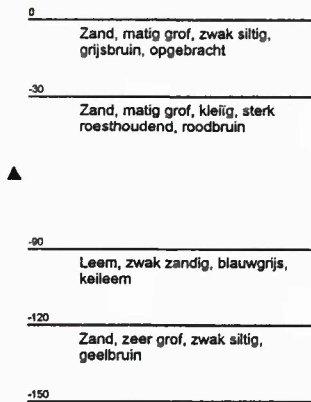 0
Zand, matig grof, zwak siltig,
grijsbruin, opgebracht
-30
Zand, matig grof, kleiïg, sterk
roesthoudend, roodbruin
-90
Leem, zwak zandig, blauwgrijs,
keileem
-120
Zand, zeer grof, zwak siltig,
geelbruin
-150